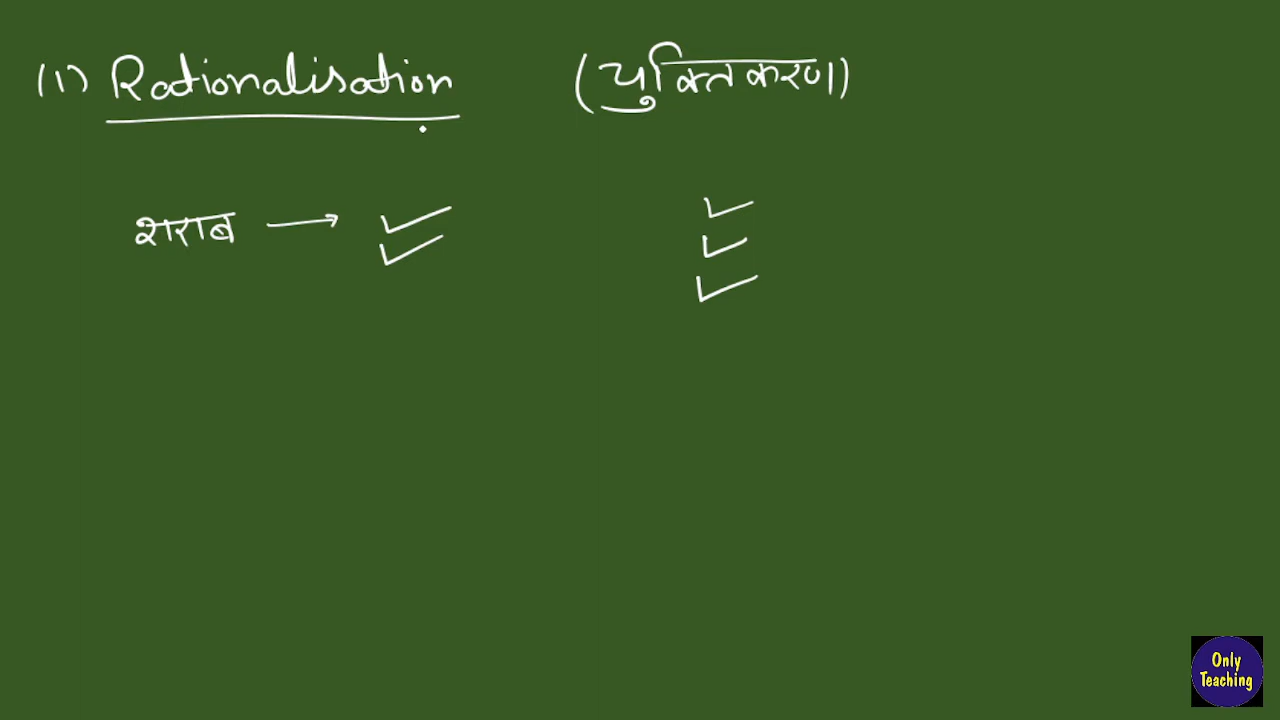 (1) Rationalisation (युक्तिकरण)
शराब → ✓ ✓
✓
✓
✓
Only
Teaching